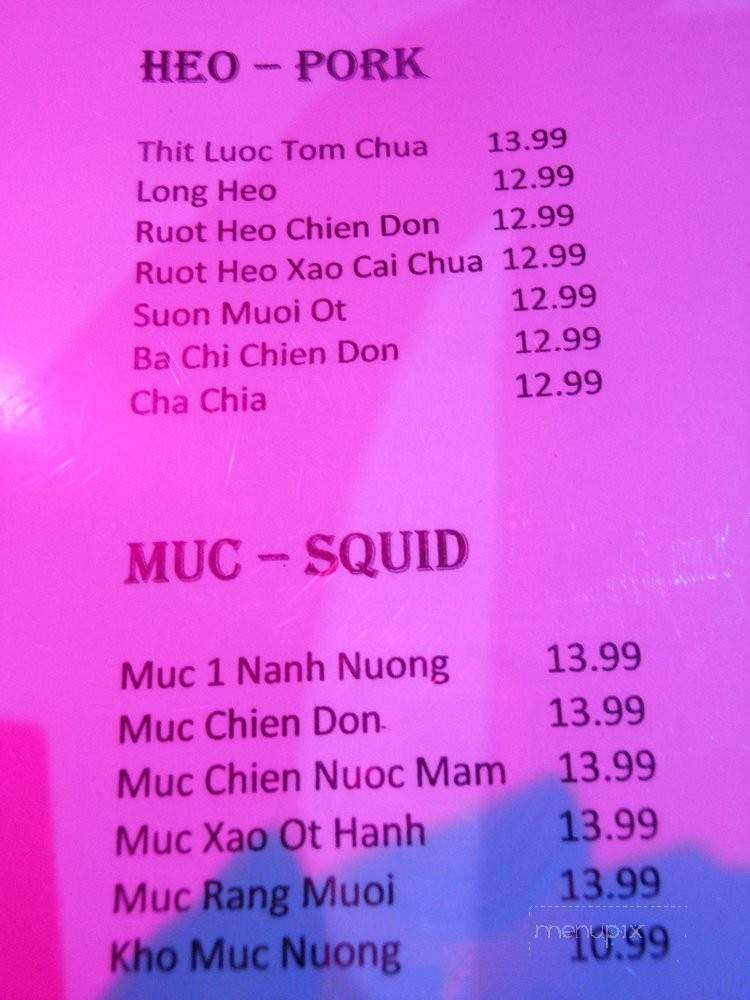 HEO – PORK
Thit Luoc Tom Chua 13.99
Long Heo 12.99
Ruot Heo Chien Don 12.99
Ruot Heo Xao Cai Chua 12.99
Suon Muoi Ot 12.99
Ba Chi Chien Don 12.99
Cha Chia 12.99
MUC – SQUID
Muc 1 Nanh Nuong 13.99
Muc Chien Don 13.99
Muc Chien Nuoc Mam 13.99
Muc Xao Ot Hanh 13.99
Muc Rang Muoi 13.99
menupix
Kho Muc Nuong 10.99